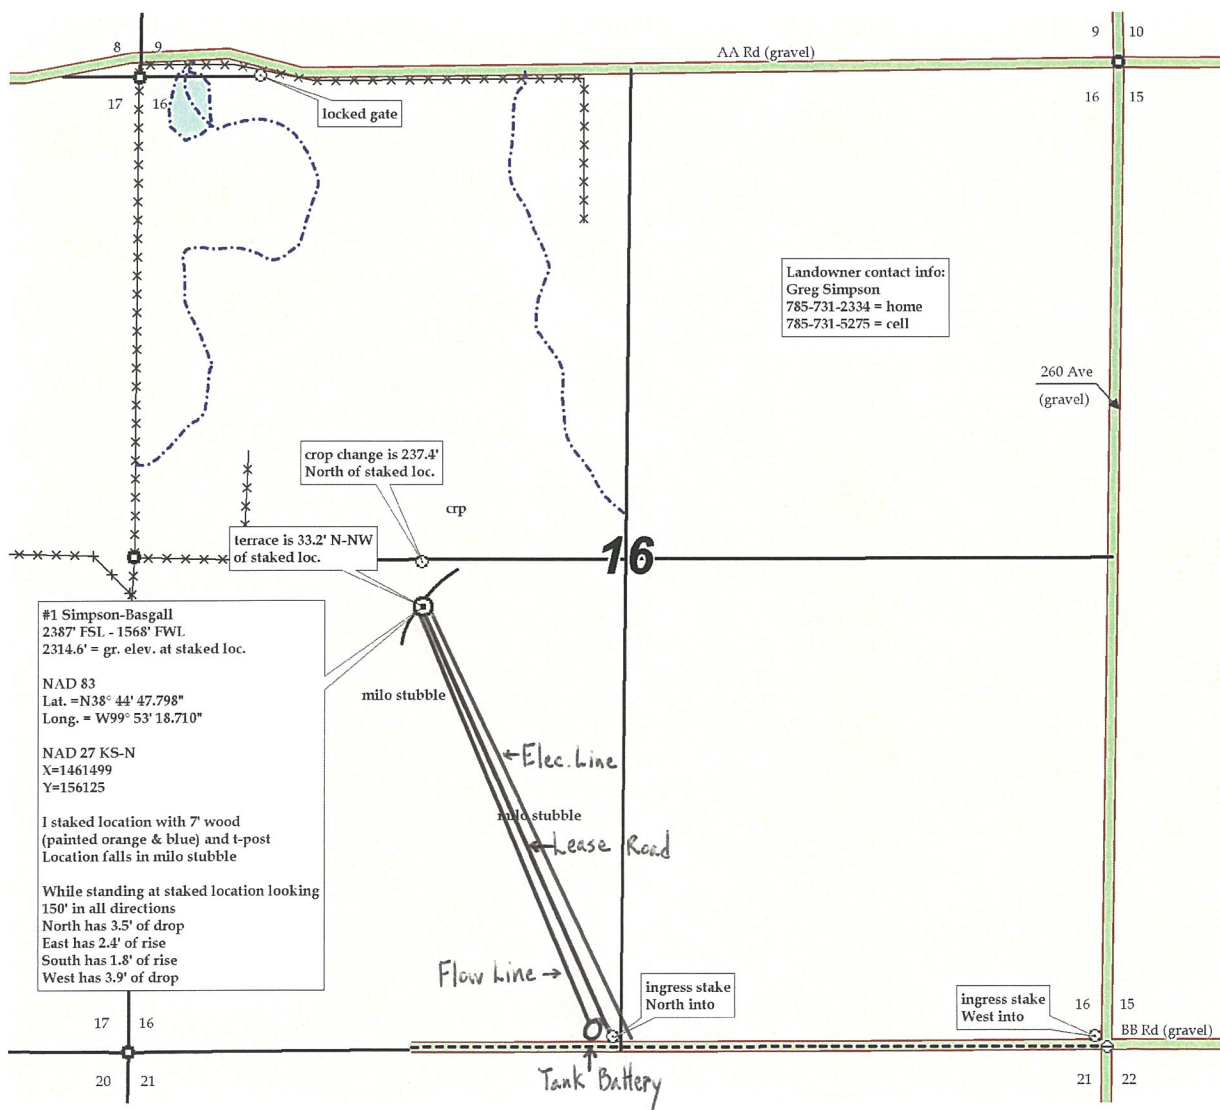 8 9
9 10
AA Rd (gravel)
17 16
16 15
locked gate
Landowner contact info:
Greg Simpson
785-731-2334 = home
785-731-5275 = cell
260 Ave
(gravel)
crop change is 237.4'
North of staked loc.
crp
terrace is 33.2' N-NW
of staked loc.
16
#1 Simpson-Basgall
2387' FSL - 1568' FWL
2314.6' = gr. elev. at staked loc.
NAD 83
Lat. =N38° 44' 47.798"
Long. = W99° 53' 18.710"
NAD 27 KS-N
X=1461499
Y=156125
I staked location with 7' wood
(painted orange & blue) and t-post
Location falls in milo stubble
While standing at staked location looking
150' in all directions
North has 3.5' of drop
East has 2.4' of rise
South has 1.8' of rise
West has 3.9' of drop
milo stubble
Elec. Line
milo stubble
Lease Road
Flow Line
ingress stake
North into
ingress stake
West into
17 16
16 15
BB Rd (gravel)
20 21
21 22
Tank Battery